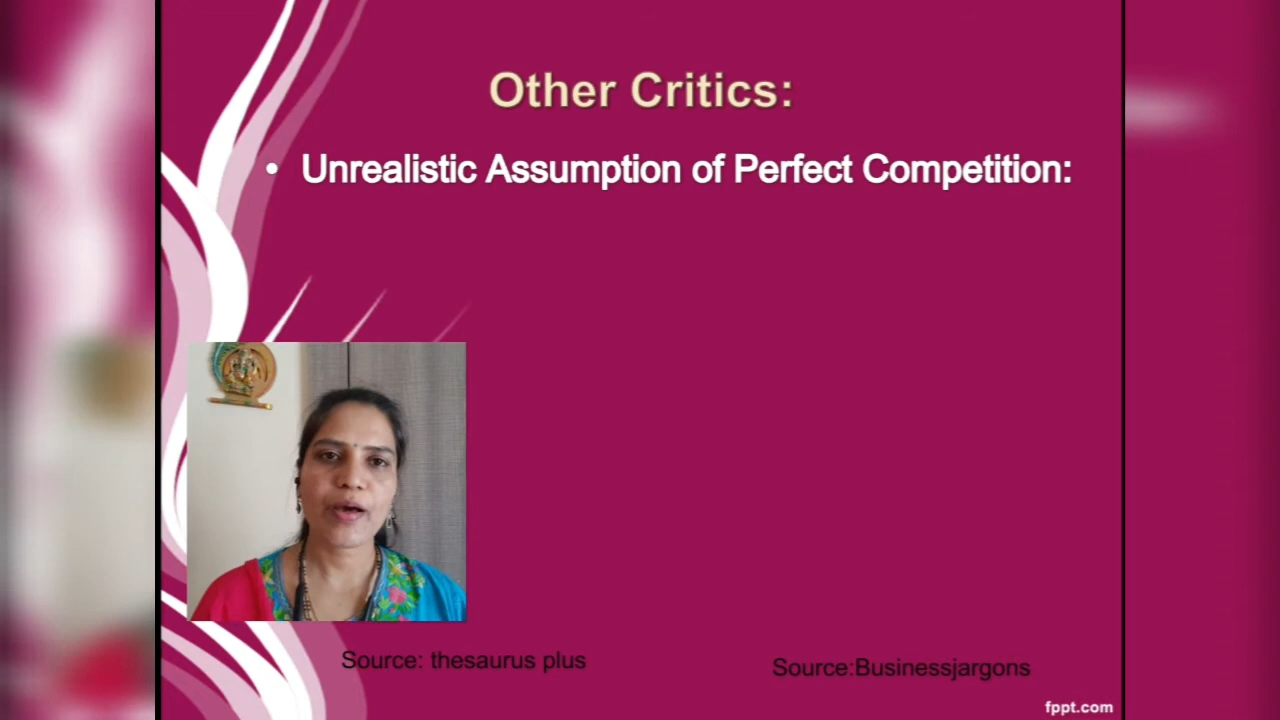 Other Critics:
• Unrealistic Assumption of Perfect Competition:
Source: thesaurus plus
Source:Businessjargons
fppt.com